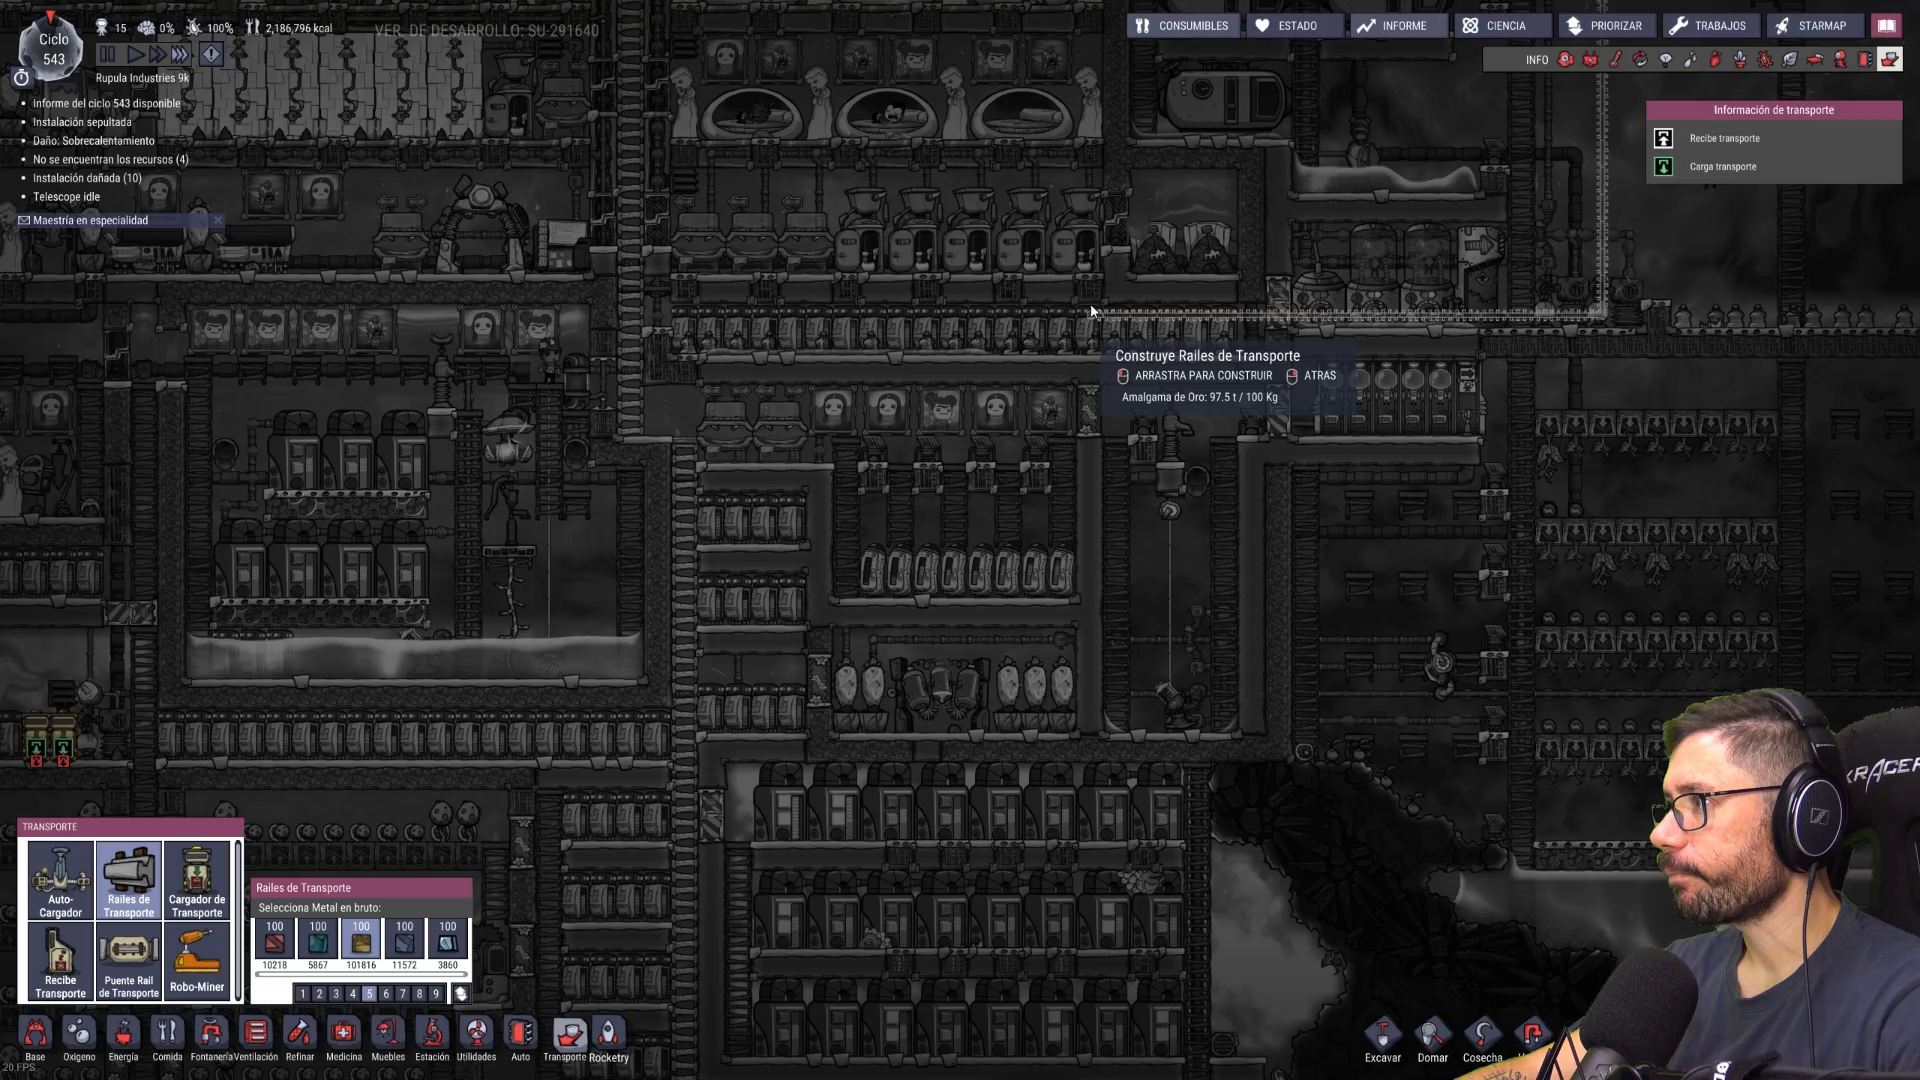 Ciclo
543
15 0% 100% 2,186,796 kcal
VER. DE DESARROLLO: SU-291640
Rupula Industries 9k
Informe del ciclo 543 disponible
Instalación sepultada
Daño: Sobrecalentamiento
No se encuentran los recursos (4)
Instalación dañada (10)
Telescope idle
Maestría en especialidad
CONSUMIBLES
ESTADO
INFORME
CIENCIA
PRIORIZAR
TRABAJOS
STARMAP
INFO
Información de transporte
Recibe transporte
Carga transporte
Construye Railes de Transporte
ARRASTRA PARA CONSTRUIR ATRAS
Amalgama de Oro: 97.5 t / 100 Kg
TRANSPORTE
Auto-
Cargador
Railes de
Transporte
Cargador de
Transporte
Recibe
Transporte
Puente Rail
de Transporte
Robo-Miner
Railes de Transporte
Selecciona Metal en bruto:
100 100 100 100 100
10218 5867 101816 11572 3860
1 2 3 4 5 6 7 8 9
Base Oxigeno Energía Comida Fontanería Ventilación Refinar Medicina Muebles Estación Utilidades Auto Transporte Rocketry
20 FPS
Excavar Domar Cosecha
XRACER